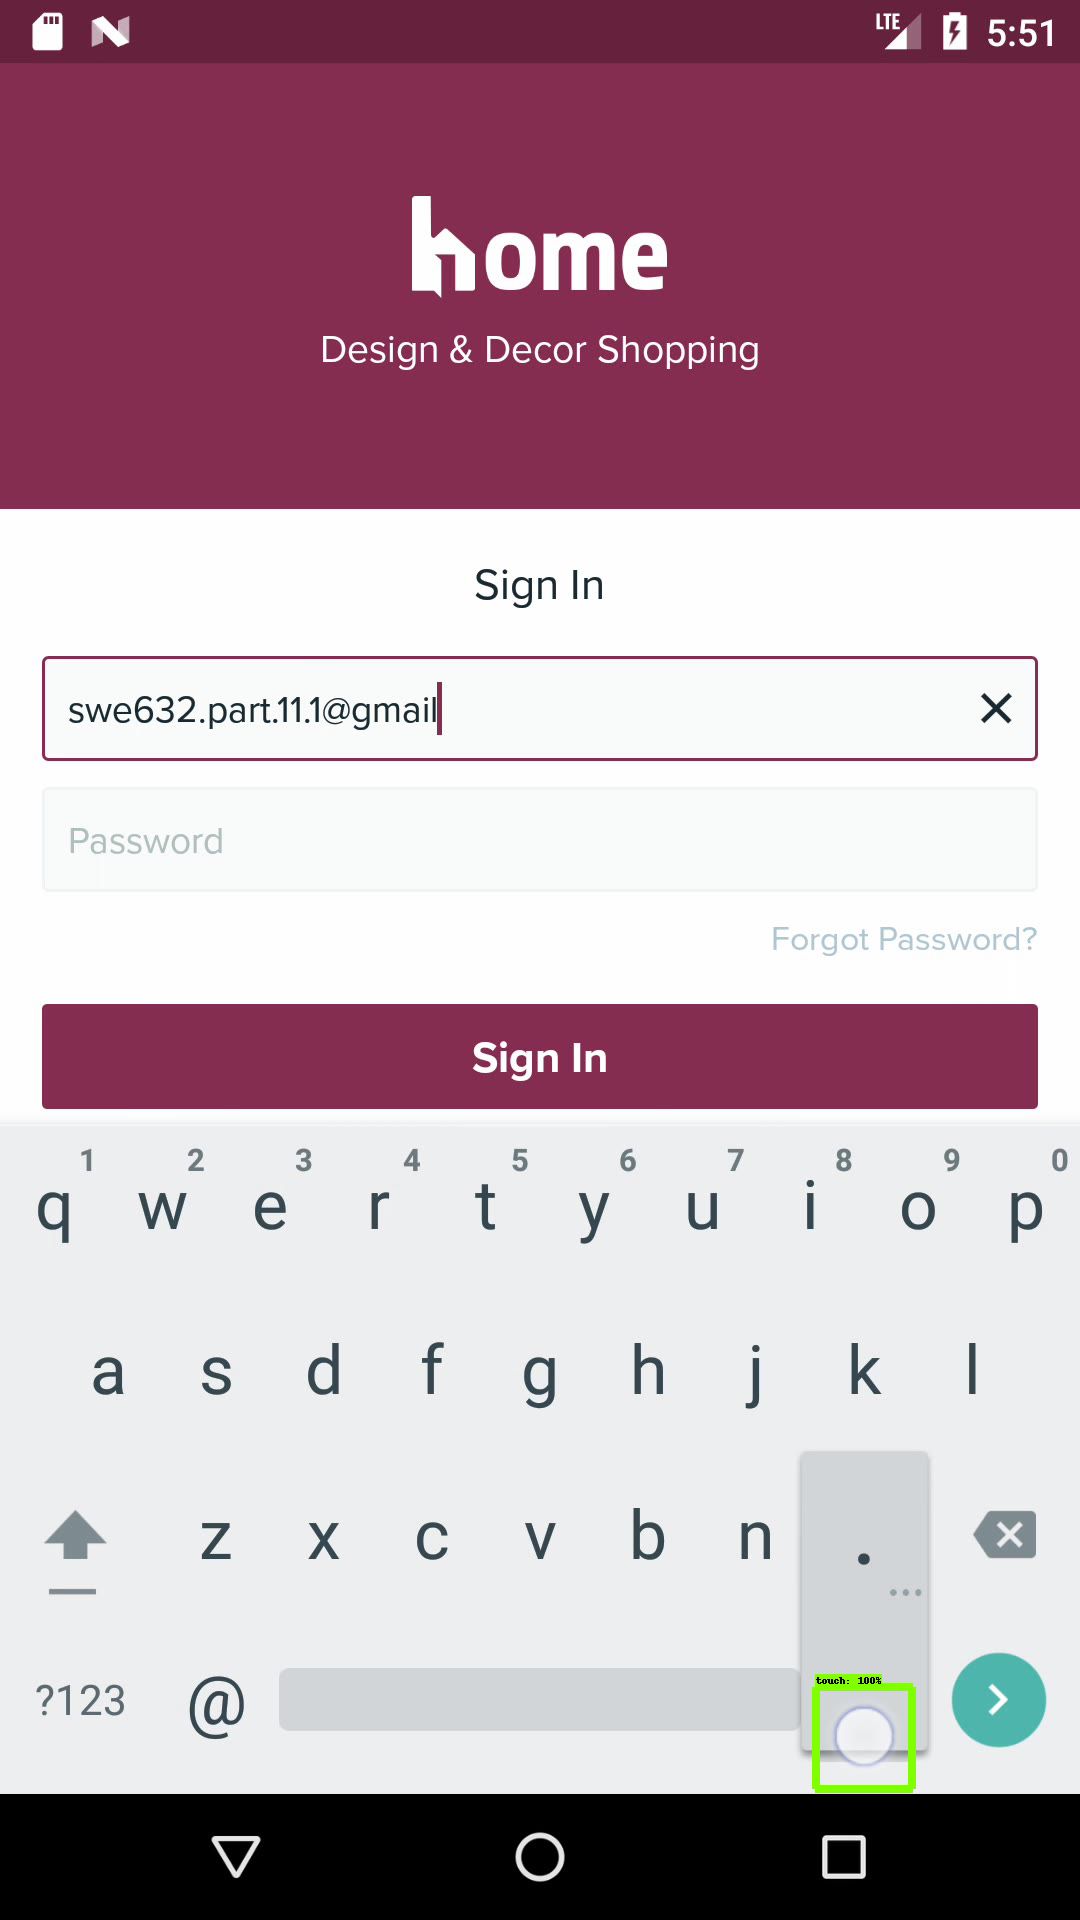 LTE 5:51
home
Design & Decor Shopping
Sign In
swe632.part.11.1@gmail
Password
Forgot Password?
Sign In
1 2 3 4 5 6 7 8 9 0
q w e r t y u i o p
a s d f g h j k l
z x c v b n .
...
touch: 100%
?123 @